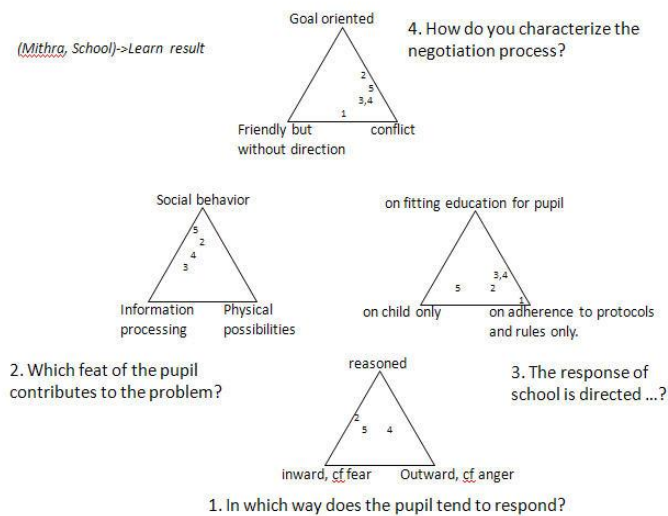 (Mithra, School)->Learn result
Goal oriented
4. How do you characterize the
negotiation process?
2
5
3,4
1
Friendly but
without direction
conflict
Social behavior
5
2
4
3
Information
processing
Physical
possibilities
on fitting education for pupil
3,4
5
2
1
on child only
on adherence to protocols
and rules only.
2. Which feat of the pupil
contributes to the problem?
3. The response of
school is directed ...?
reasoned
2
5
4
inward, cf fear
Outward, cf anger
1. In which way does the pupil tend to respond?